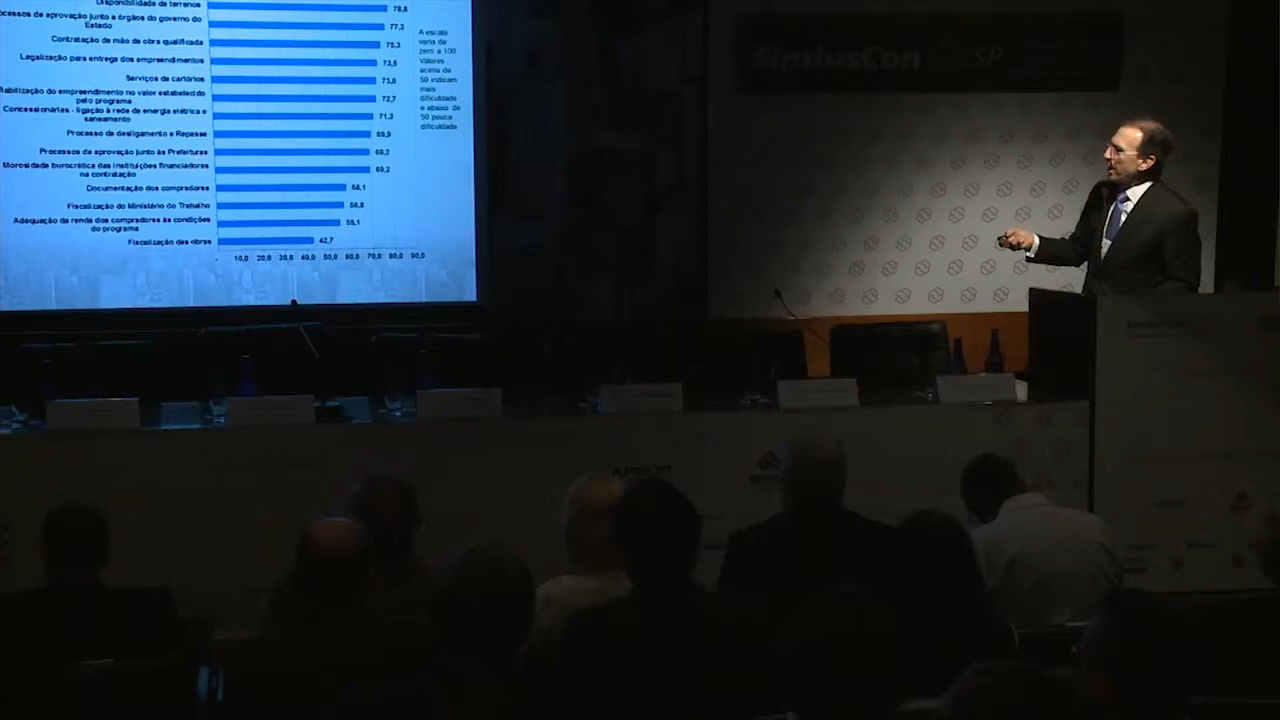 Disponibilidade de terrenos 78,8
cessos de aprovação junto a órgãos do governo do
Estado 77,3
Contratação de mão de obra qualificada 75,3
Legalização para entrega dos empreendimentos 73,5
Serviços de cartórios 73,0
iabilização do empreendimento no valor estabelecido
pelo programa 72,7
Concessionárias - ligação à rede de energia elétrica e
saneamento 71,3
Processo de desligamento e Repasse 69,9
Processos de aprovação junto às Prefeituras 69,2
Morosidade burocrática das instituições financiadoras
na contratação 69,2
Documentação dos compradores 58,1
Fiscalização do Ministério do Trabalho
Adequação da renda dos compradores às condições
do programa 55,1
Fiscalização das obras 42,7
- 10,0 20,0 30,0 40,0 50,0 60,0 70,0 80,0 90,0
A escala
varia de
zero a 100
Valores
acima de
50 indicam
mais
dificuldade
e abaixo de
50 pouca
dificuldade
SindusCon SP